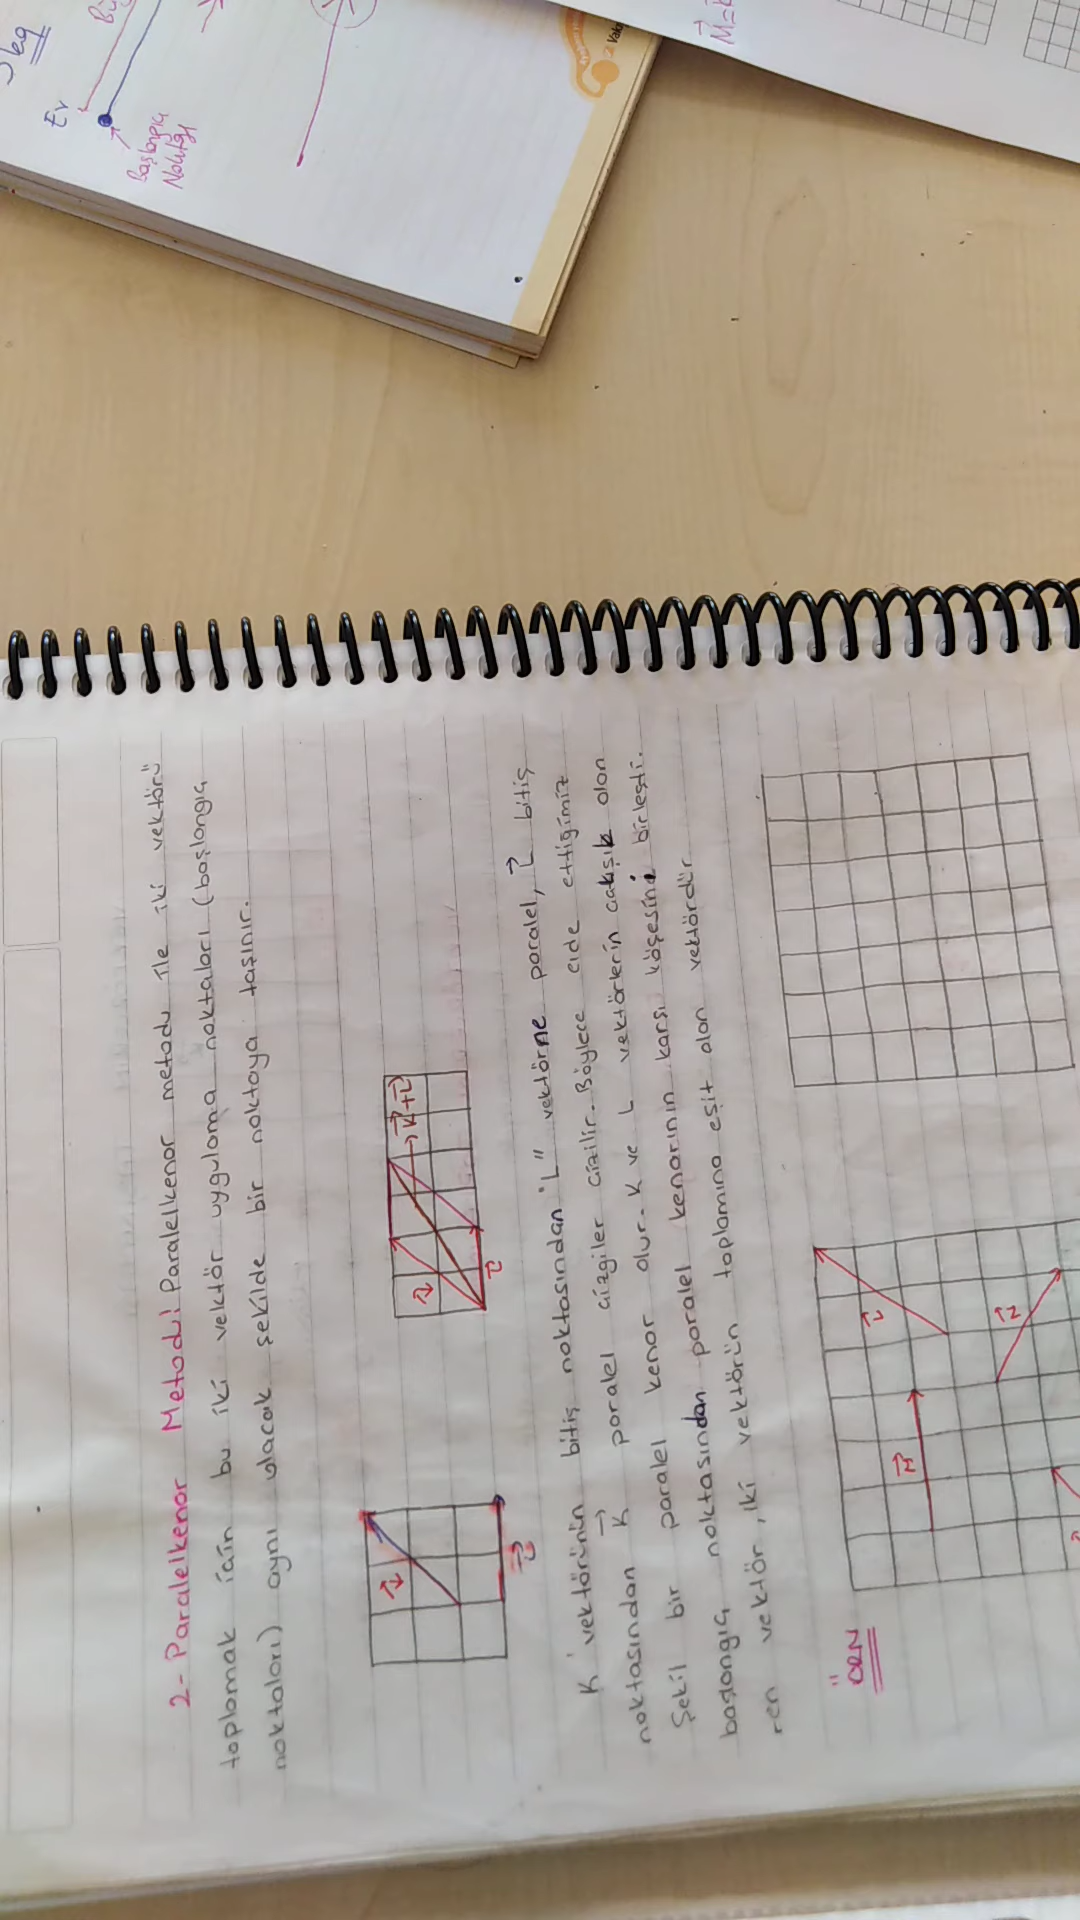 5kg
Ev
Başlangıç
Noktası
2- Paralelkenar Metodu: Paralelkenar metodu ile iki vektörü
toplamak için bu iki vektör uygulama noktaları (başlangıç
noktaları) aynı olacak şekilde bir noktaya taşınır.
K
L
K
K+L
L
K vektörünün bitiş noktasından "L" vektörne paralel, L bitiş
noktasından K paralel çizgiler çizilir. Böylece elde ettiğimiz
Şekil bir paralel kenar olur. K ve L vektörlerin çakışık olan
başlangıç noktasından paralel kenarının karşı köşesini birleşti.
ren vektör, iki vektörün toplamına eşit olan vektördür
ÖRN
M
L
N